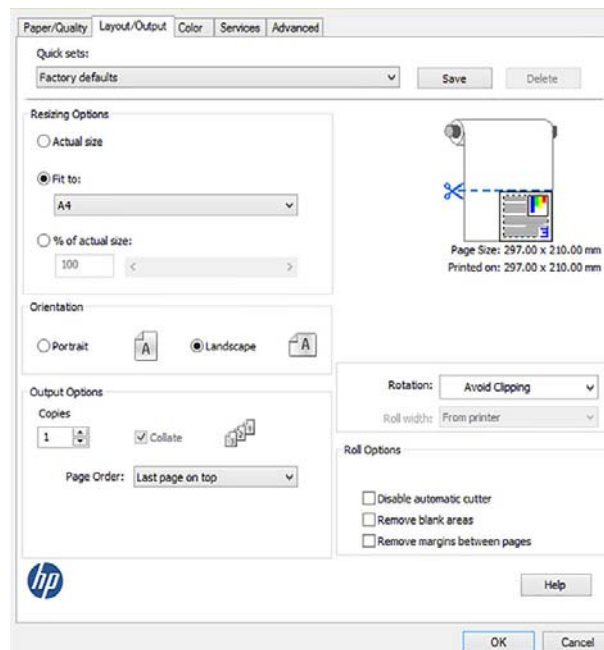 Paper/Quality Layout/Output Color Services Advanced
Quick sets:
Factory defaults Save Delete
Resizing Options
Actual size
Fit to:
A4
% of actual size:
100
Page Size: 297.00 x 210.00 mm
Printed on: 297.00 x 210.00 mm
Orientation
Portrait A Landscape A
Output Options
Copies
1 Collate
Page Order: Last page on top
Rotation: Avoid Clipping
Roll width: From printer
Roll Options
Disable automatic cutter
Remove blank areas
Remove margins between pages
hp
Help
OK Cancel